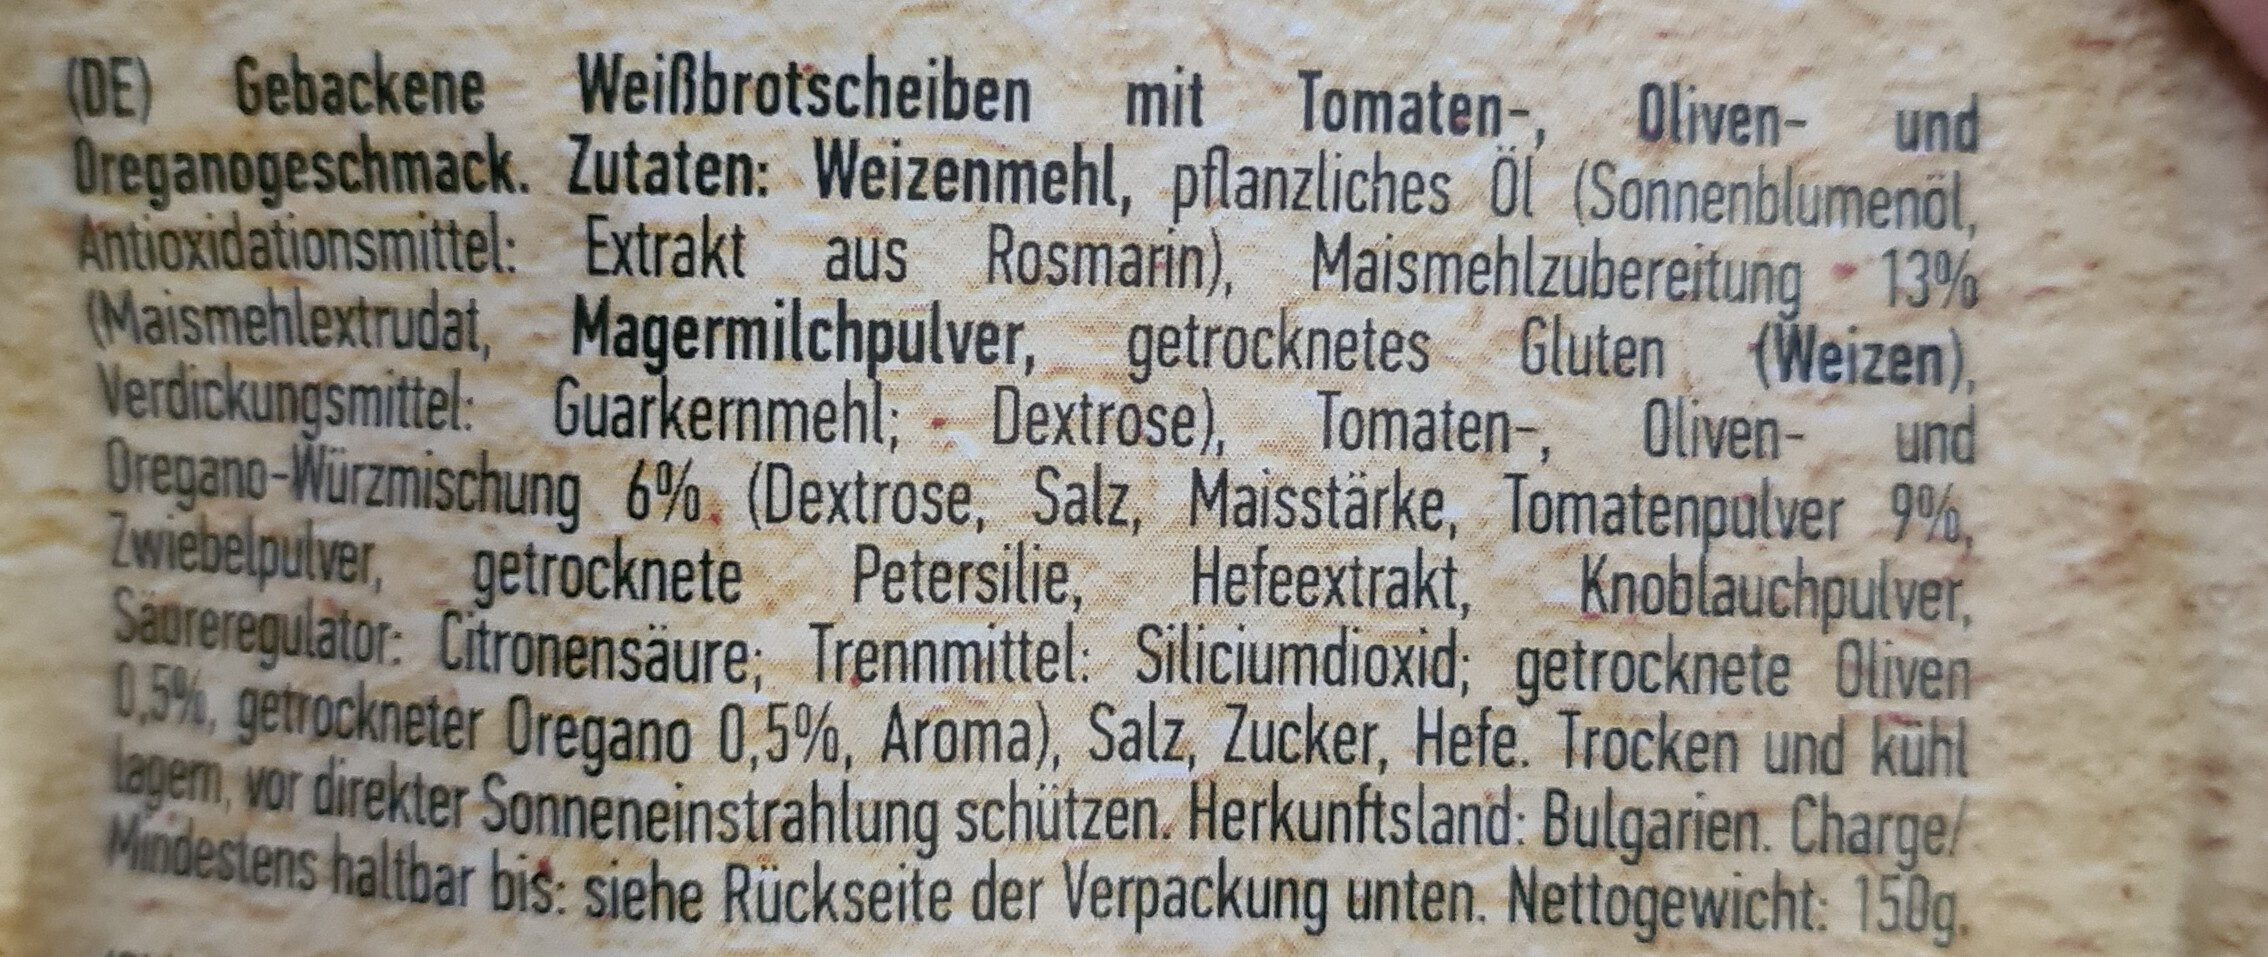 (DE) Gebackene Weißbrotscheiben mit Tomaten-, Oliven- und
Oreganogeschmack. Zutaten: Weizenmehl, pflanzliches Öl (Sonnenblumenöl,
Antioxidationsmittel: Extrakt aus Rosmarin), Maismehlzubereitung 13%
(Maismehlextrudat, Magermilchpulver, getrocknetes Gluten (Weizen),
Verdickungsmittel: Guarkernmehl; Dextrose), Tomaten-, Oliven- und
Oregano-Würzmischung 6% (Dextrose, Salz, Maisstärke, Tomatenpulver 9%,
Zwiebelpulver, getrocknete Petersilie, Hefeextrakt, Knoblauchpulver,
Säureregulator: Citronensäure; Trennmittel: Siliciumdioxid; getrocknete Oliven
0,5%, getrockneter Oregano 0,5%, Aroma), Salz, Zucker, Hefe. Trocken und kühl
lagern, vor direkter Sonneneinstrahlung schützen. Herkunftsland: Bulgarien. Charge/
Mindestens haltbar bis: siehe Rückseite der Verpackung unten. Nettogewicht: 150g.